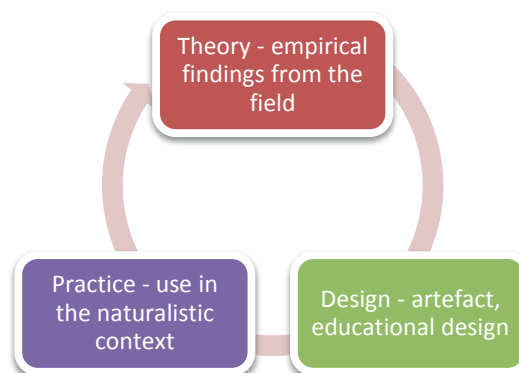 Theory - empirical
findings from the
field
Practice - use in
the naturalistic
context
Design - artefact,
educational design